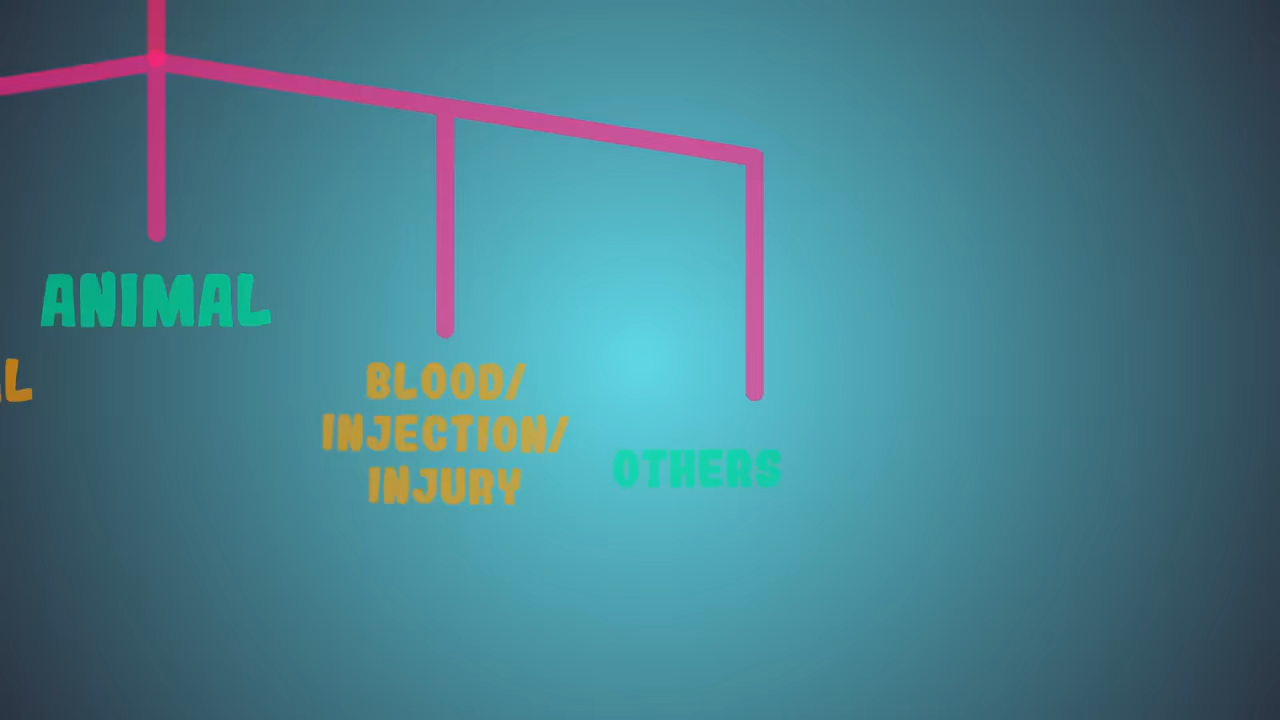 ANIMAL
L
BLOOD/
INJECTION/
INJURY
OTHERS